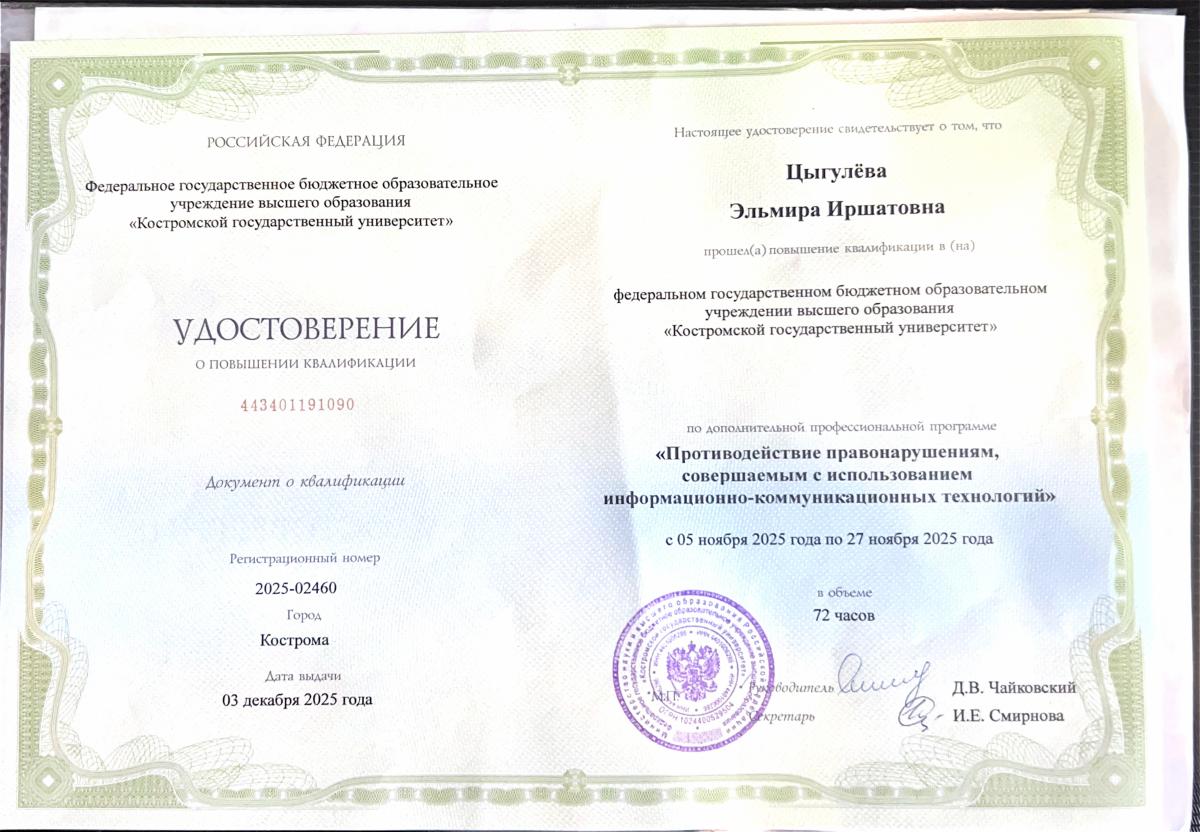 РОССИЙСКАЯ ФЕДЕРАЦИЯ
Федеральное государственное бюджетное образовательное
учреждение высшего образования
«Костромской государственный университет»
УДОСТОВЕРЕНИЕ
О ПОВЫШЕНИИ КВАЛИФИКАЦИИ
443401191090
Документ о квалификации
Регистрационный номер
2025-02460
Город
Кострома
Дата выдачи
03 декабря 2025 года
Настоящее удостоверение свидетельствует о том, что
Цыгулёва
Эльмира Иршатовна
прошел(а) повышение квалификации в (на)
федеральном государственном бюджетном образовательном
учреждении высшего образования
«Костромской государственный университет»
по дополнительной профессиональной программе
«Противодействие правонарушениям,
совершаемым с использованием
информационно-коммуникационных технологий»
с 05 ноября 2025 года по 27 ноября 2025 года
в объеме
72 часов
М.П.
Руководитель
Д.В. Чайковский
Секретарь
И.Е. Смирнова